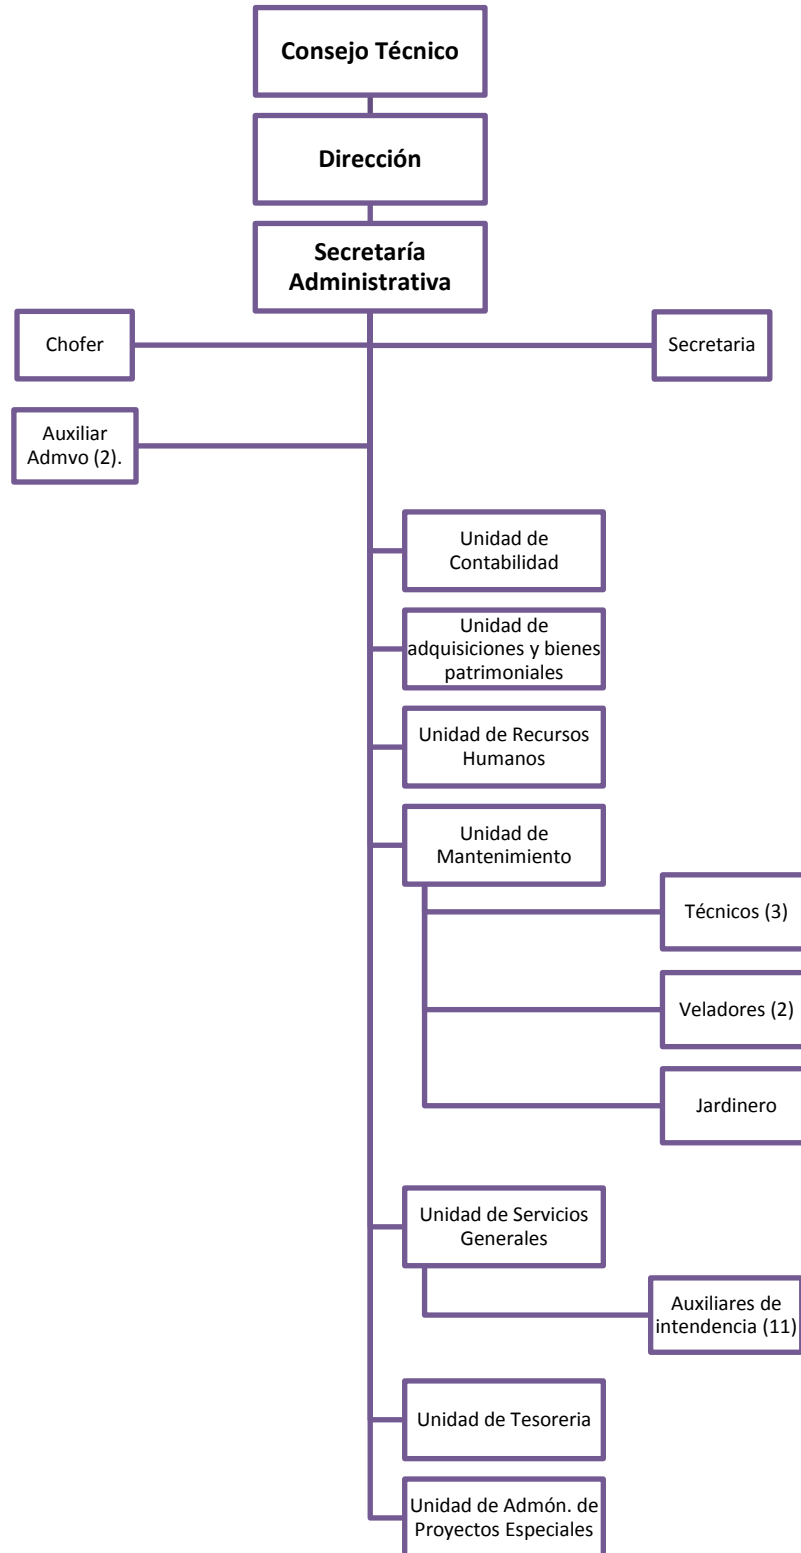 Consejo Técnico
Dirección
Secretaría
Administrativa
Chofer
Secretaria
Auxiliar
Admvo (2).
Unidad de
Contabilidad
Unidad de
adquisiciones y bienes
patrimoniales
Unidad de Recursos
Humanos
Unidad de
Mantenimiento
Técnicos (3)
Veladores (2)
Jardinero
Unidad de Servicios
Generales
Auxiliares de
intendencia (11)
Unidad de Tesoreria
Unidad de Admón. de
Proyectos Especiales